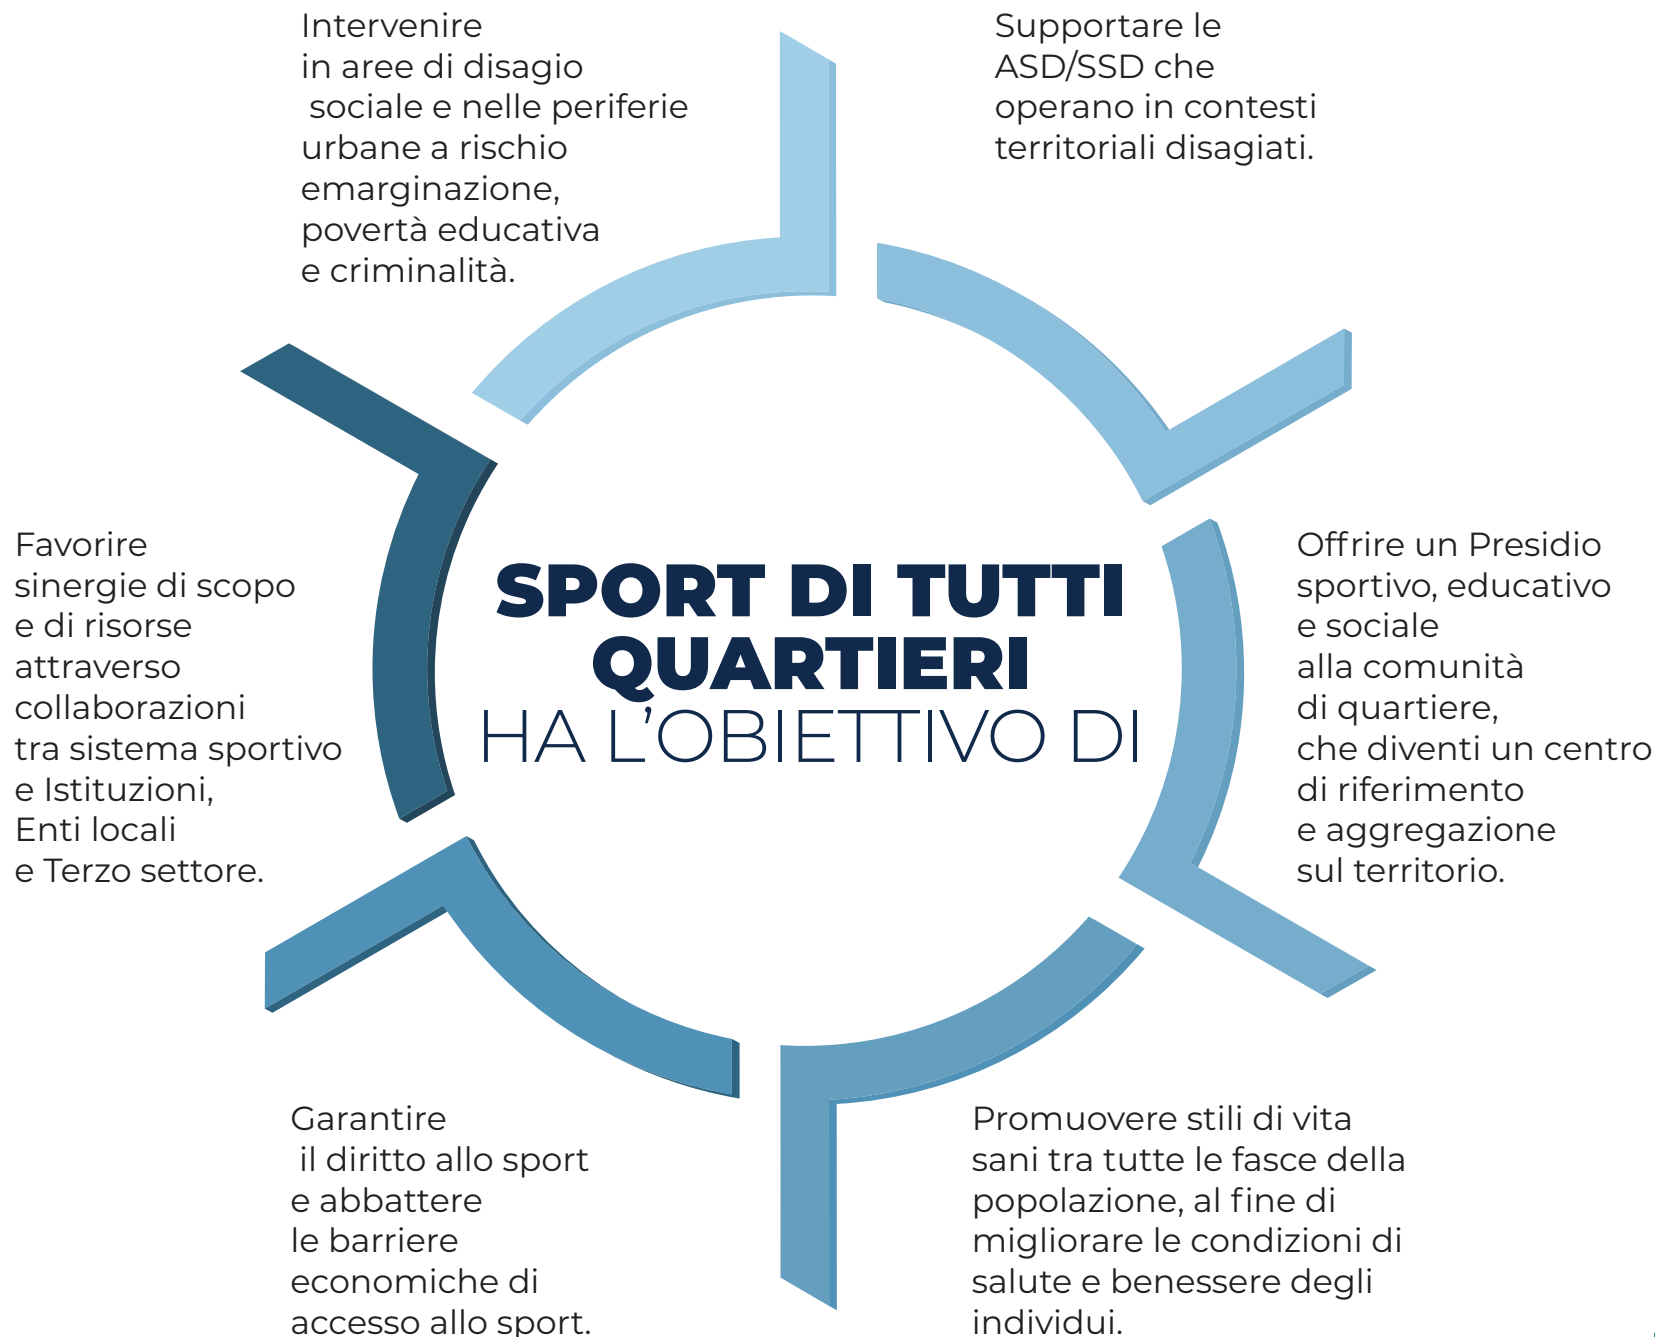 Intervenire
in aree di disagio
sociale e nelle periferie
urbane a rischio
emarginazione,
povertà educativa
e criminalità.
Supportare le
ASD/SSD che
operano in contesti
territoriali disagiati.
Favorire
sinergie di scopo
e di risorse
attraverso
collaborazioni
tra sistema sportivo
e Istituzioni,
Enti locali
e Terzo settore.
SPORT DI TUTTI
QUARTIERI
HA L'OBIETTIVO DI
Offrire un Presidio
sportivo, educativo
e sociale
alla comunità
di quartiere,
che diventi un centro
di riferimento
e aggregazione
sul territorio.
Garantire
il diritto allo sport
e abbattere
le barriere
economiche di
accesso allo sport.
Promuovere stili di vita
sani tra tutte le fasce della
popolazione, al fine di
migliorare le condizioni di
salute e benessere degli
individui.